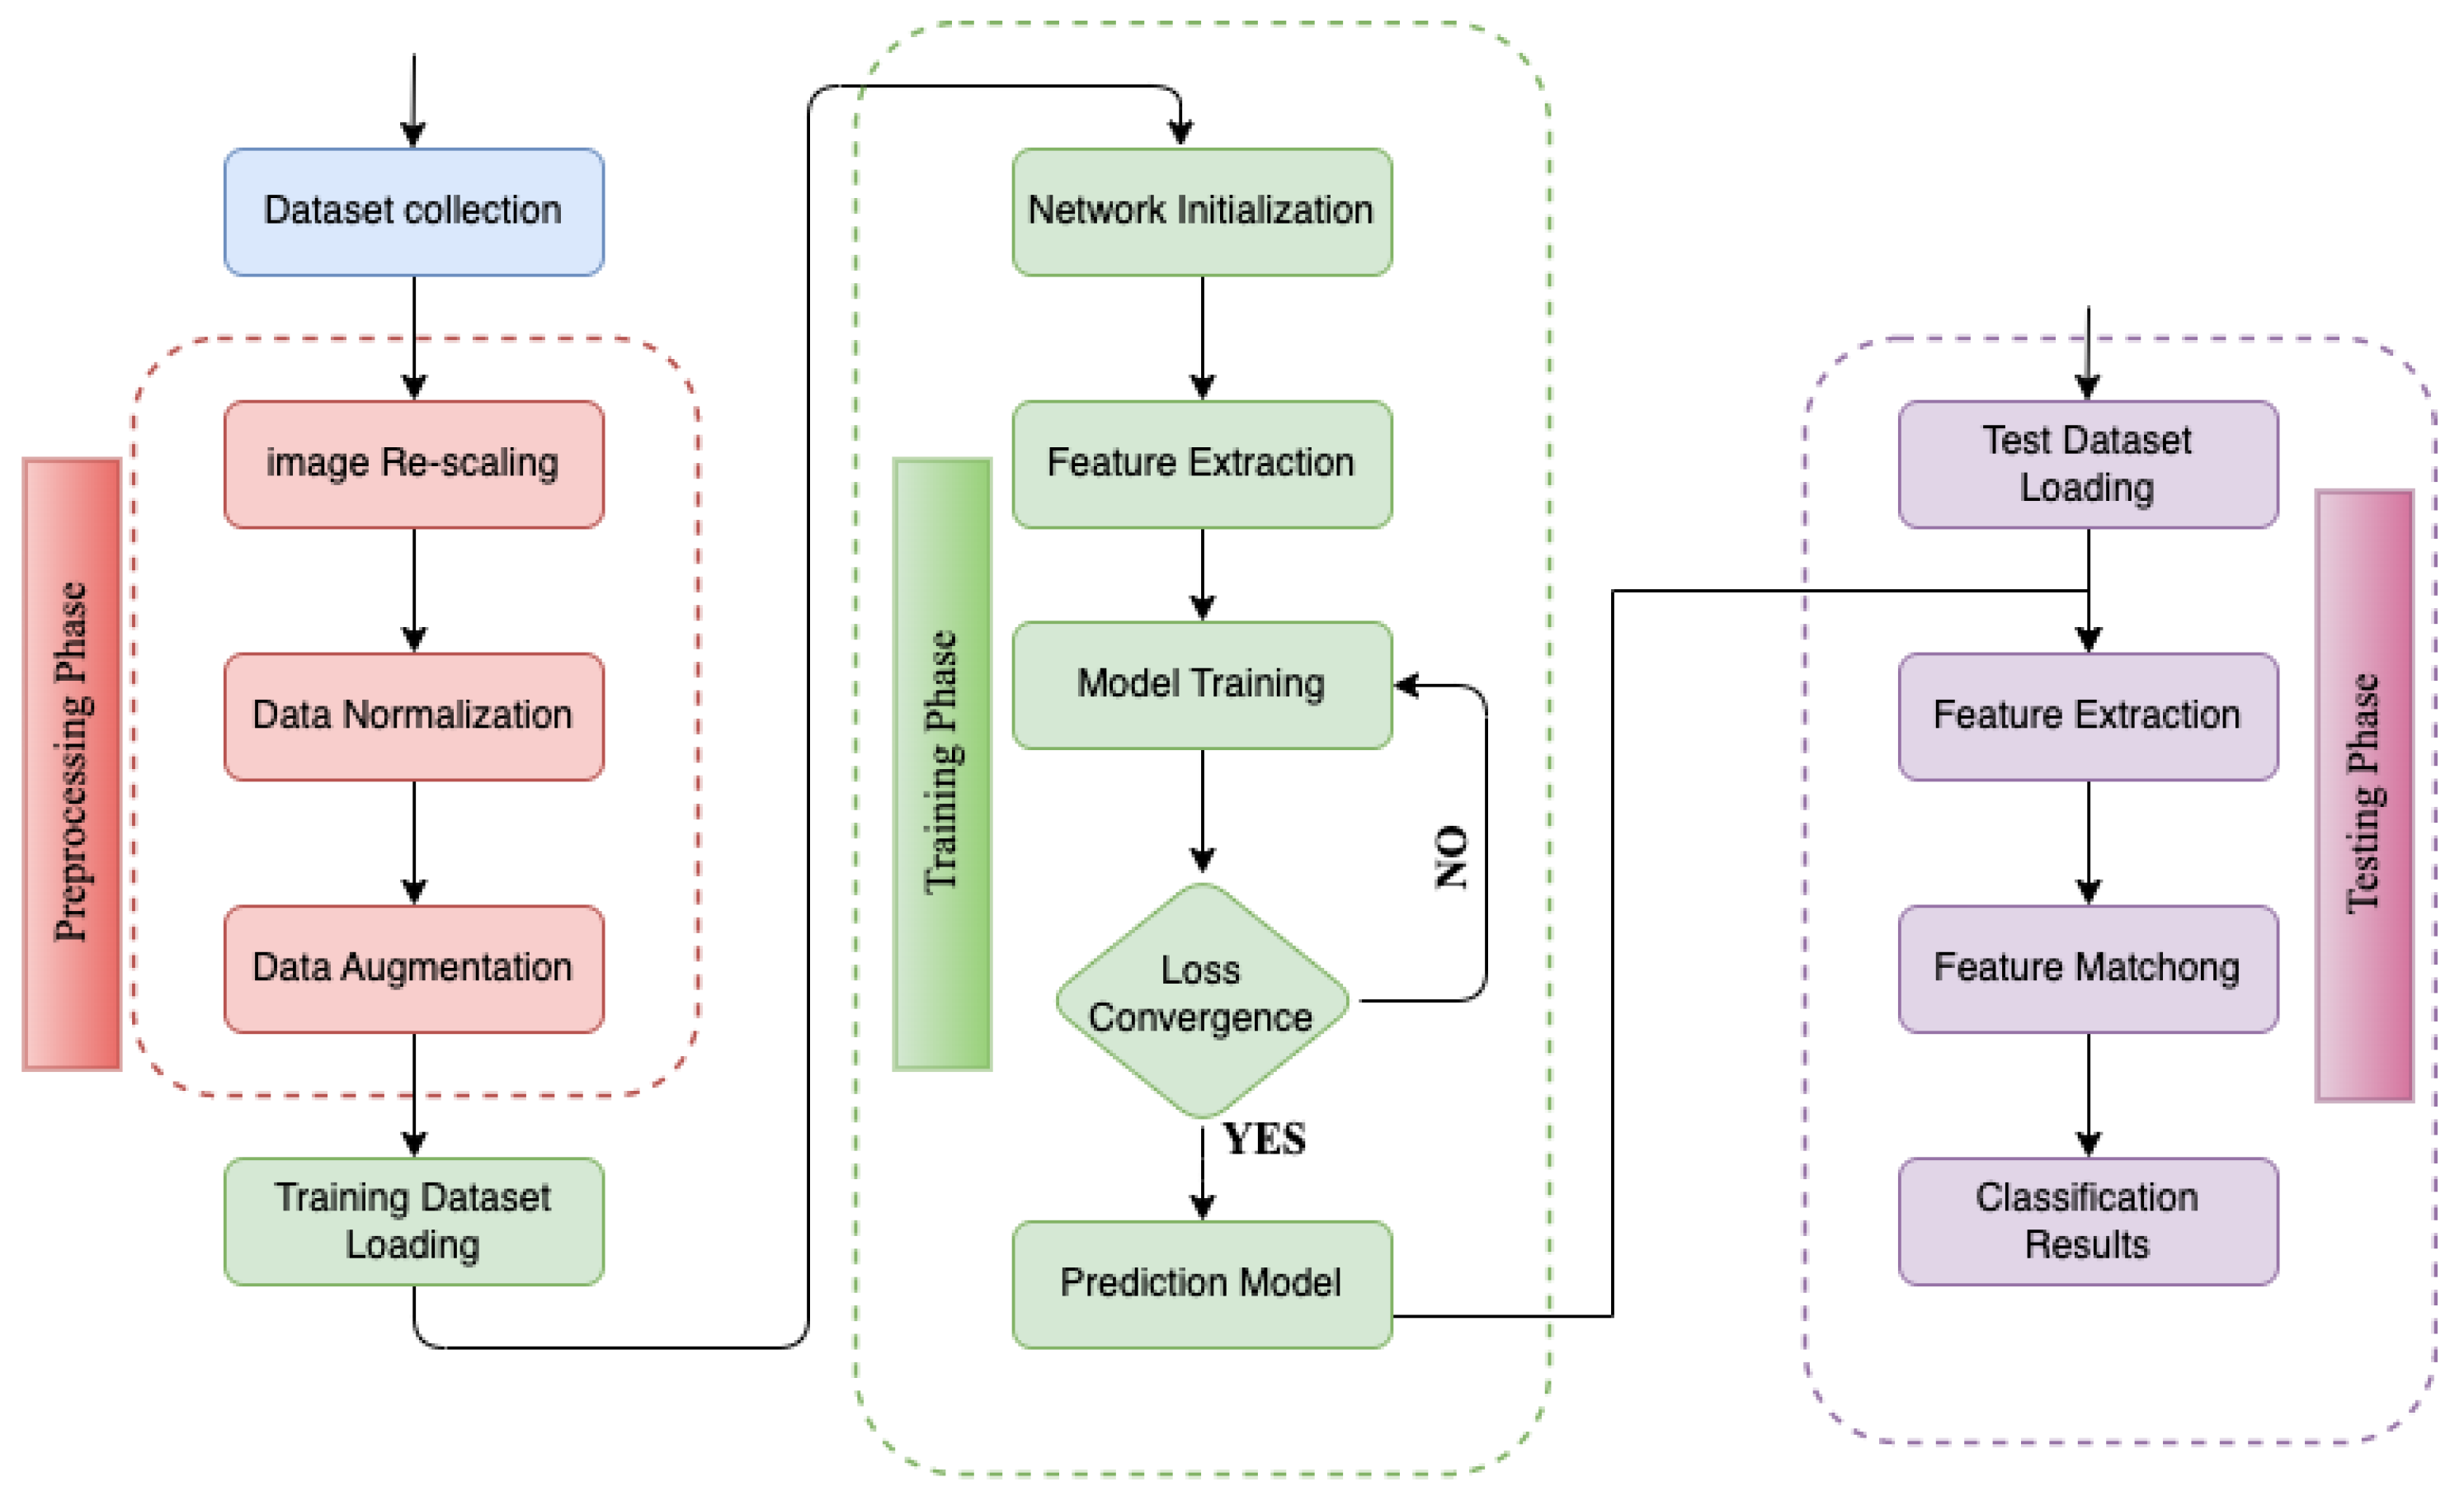 Dataset collection
image Re-scaling
Data Normalization
Data Augmentation
Training Dataset
Loading
Preprocessing Phase
Network Initialization
Feature Extraction
Model Training
Loss
Convergence
NO
YES
Prediction Model
Training Phase
Test Dataset
Loading
Feature Extraction
Feature Matchong
Classification
Results
Testing Phase